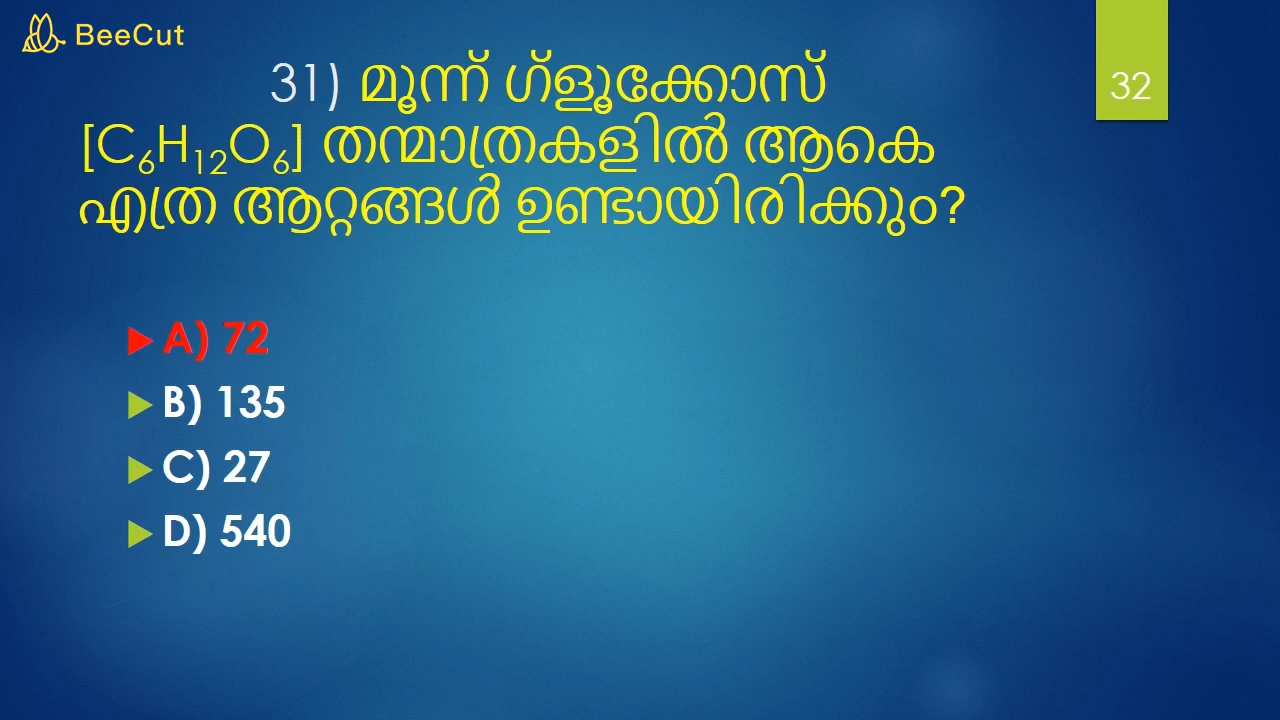 BeeCut
32
31) മൂന്ന് ഗ്ളൂക്കോസ്
[C₆H₁₂O₆] തന്മാത്രകളിൽ ആകെ
എത്ര ആറ്റങ്ങൾ ഉണ്ടായിരിക്കും?
A) 72
B) 135
C) 27
D) 540